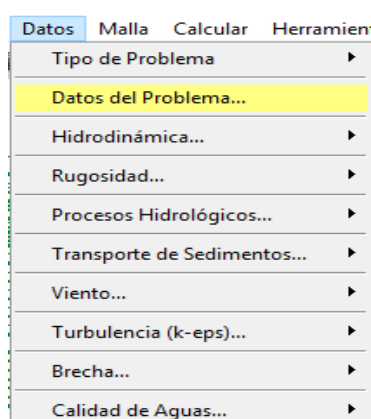 Datos Malla Calcular Herramien
Tipo de Problema
Datos del Problema...
Hidrodinámica...
Rugosidad...
Procesos Hidrológicos...
Transporte de Sedimentos...
Viento...
Turbulencia (k-eps)...
Brecha...
Calidad de Aguas...